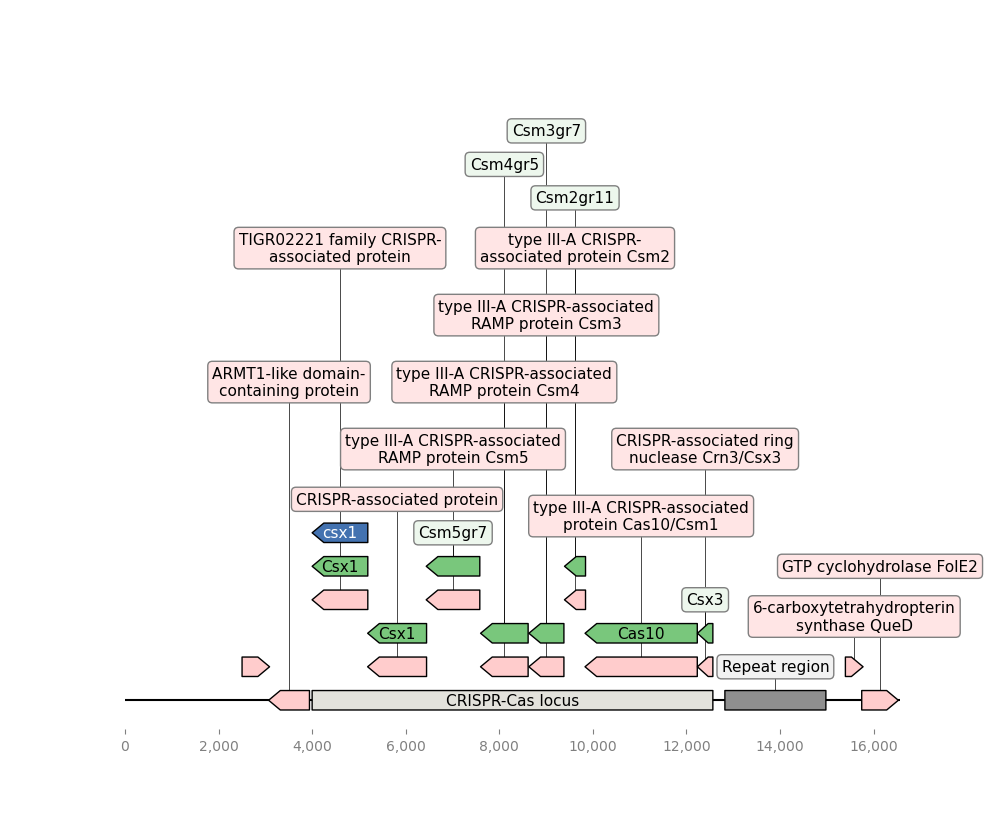 Csm3gr7
Csm4gr5
Csm2gr11
TIGR02221 family CRISPR-
associated protein
type III-A CRISPR-
associated protein Csm2
type III-A CRISPR-associated
RAMP protein Csm3
ARMT1-like domain-
containing protein
type III-A CRISPR-associated
RAMP protein Csm4
type III-A CRISPR-associated
RAMP protein Csm5
CRISPR-associated ring
nuclease Crn3/Csx3
CRISPR-associated protein
type III-A CRISPR-associated
protein Cas10/Csm1
csx1
Csm5gr7
Csx1
GTP cyclohydrolase FolE2
Csx3
6-carboxytetrahydropterin
synthase QueD
Csx1
Cas10
Repeat region
CRISPR-Cas locus
0
2,000
4,000
6,000
8,000
10,000
12,000
14,000
16,000